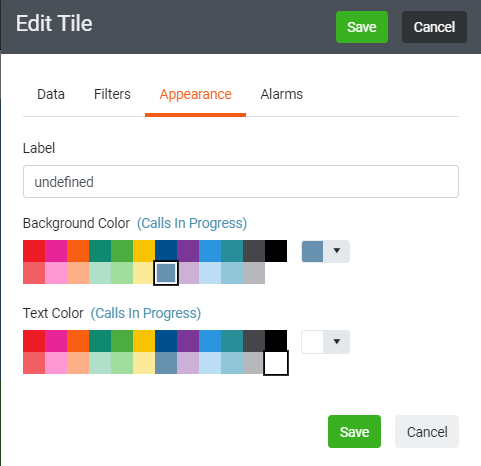 Edit Tile Save Cancel
Data Filters Appearance Alarms
Label
undefined
Background Color (Calls In Progress)
Text Color (Calls In Progress)
Save Cancel